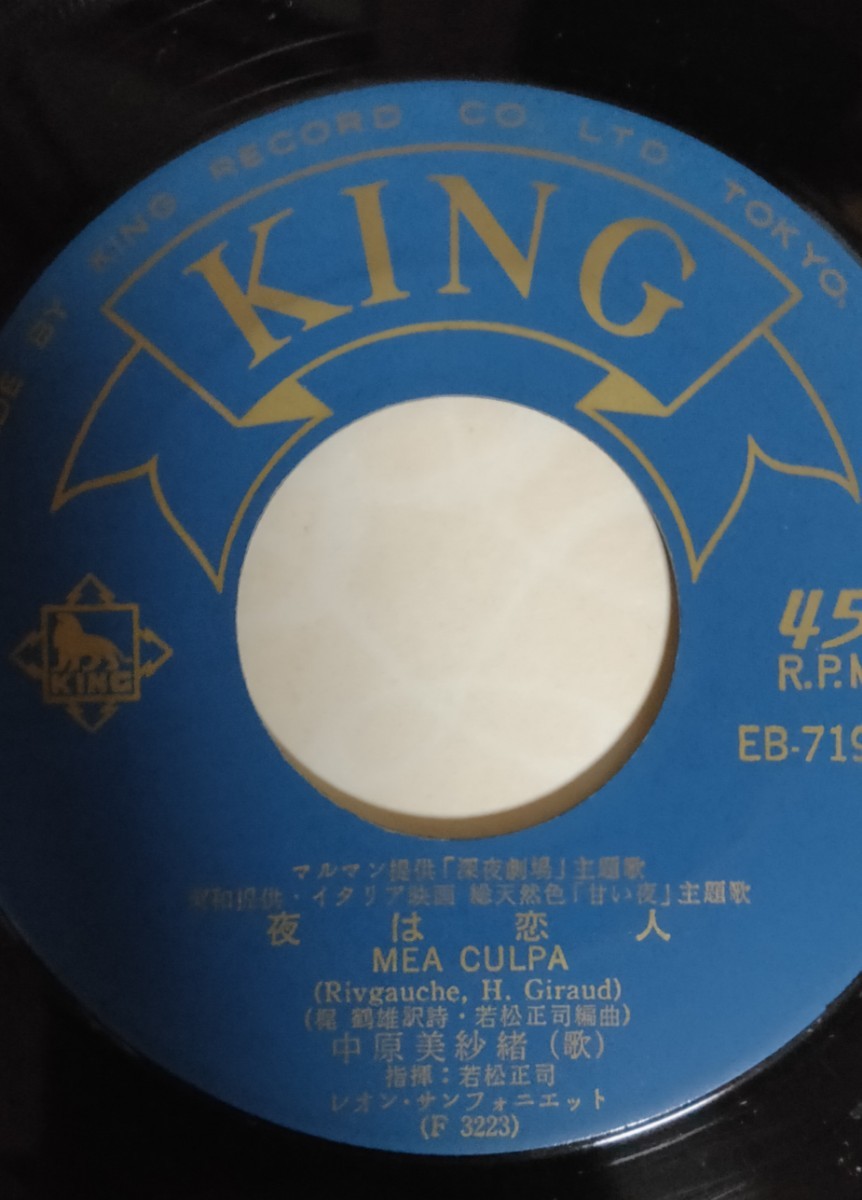 BY KING RECORD CO. LTD. TOKYO.
KING
KING
45
R.P.
EB-719
マルマン提供「深夜劇場」主題歌
提供・イタリア映画 総天然色「甘い夜」主題歌
夜は恋人
MEA CULPA
(Rivgauche, H. Giraud)
(梶 鶴雄訳詩・若松正司編曲)
中原美紗緒(歌)
指揮:若松正司
レオン・サンフォニエット
(F 3223)